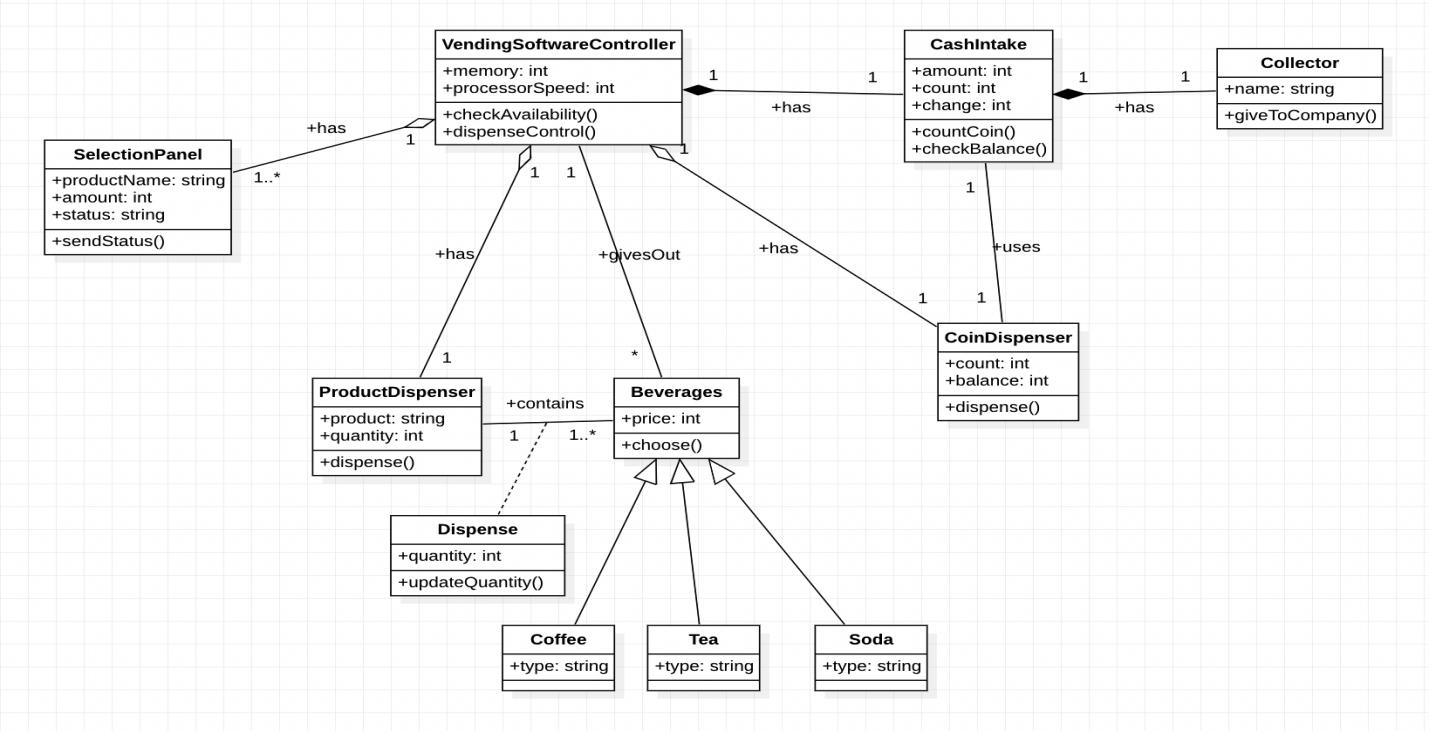 VendingSoftwareController
+memory: int
+processorSpeed: int
+checkAvailability()
+dispenseControl()
CashIntake
+amount: int
+count: int
+change: int
+countCoin()
+checkBalance()
Collector
+name: string
+giveToCompany()
1
1
+has
1
1
+has
SelectionPanel
+productName: string
+amount: int
+status: string
+sendStatus()
+has
1
1..*
1
1
1
1
+has
+givesOut
+has
+uses
1
*
1
1
ProductDispenser
+product: string
+quantity: int
+dispense()
+contains
1
1..*
Beverages
+price: int
+choose()
CoinDispenser
+count: int
+balance: int
+dispense()
Dispense
+quantity: int
+updateQuantity()
Coffee
+type: string
Tea
+type: string
Soda
+type: string